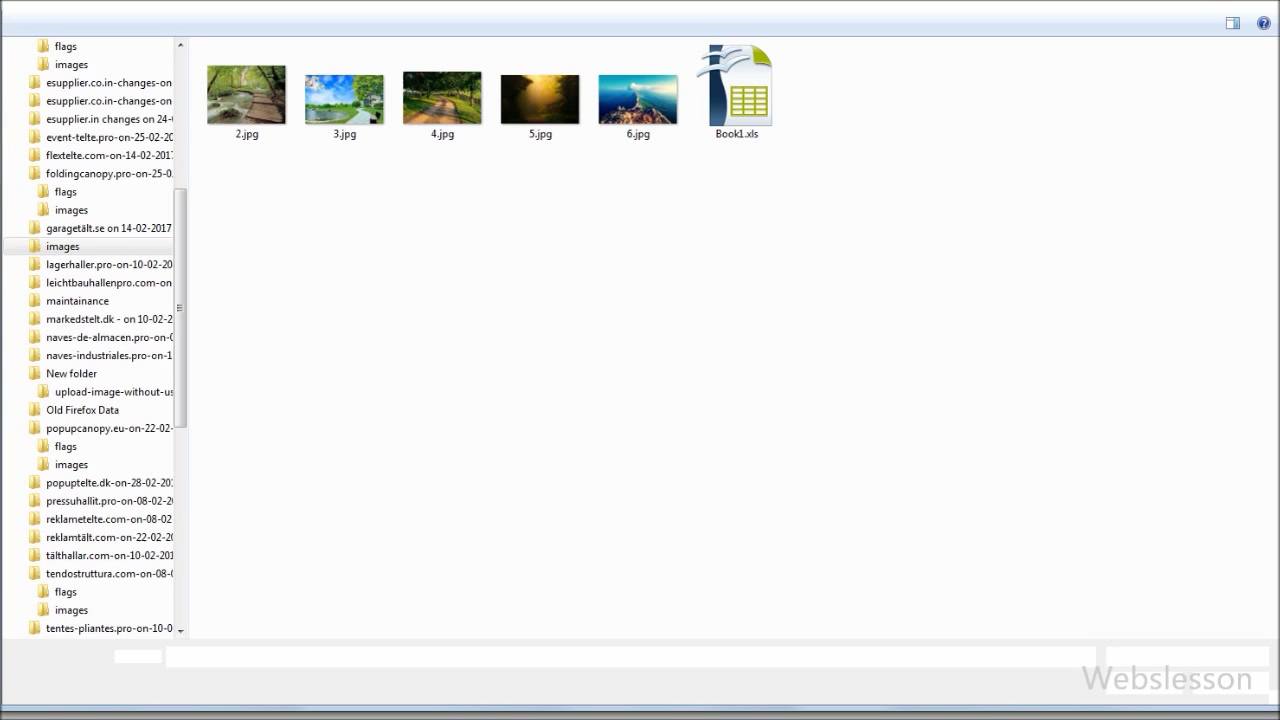 flags
images
esupplier.co.in-changes-on
esupplier.co.in-changes-on
esupplier.in changes on 24-
event-telte.pro-on-25-02-20
flextelte.com-on-14-02-2017
foldingcanopy.pro-on-25-0
flags
images
garagetält.se on 14-02-2017
images
lagerhaller.pro-on-10-02-20
leichtbauhallenpro.com-on
maintainance
markedstelt.dk - on 10-02-2
naves-de-almacen.pro-on-0
naves-industriales.pro-on-1
New folder
upload-image-without-us
Old Firefox Data
popupcanopy.eu-on-22-02-
flags
images
popuptelte.dk-on-28-02-201
pressuhallit.pro-on-08-02-2
reklametelte.com-on-08-02
reklamtält.com-on-22-02-20
tälthallar.com-on-10-02-201
tendostruttura.com-on-08-0
flags
images
tentes-pliantes.pro-on-10-0
2.jpg
3.jpg
4.jpg
5.jpg
6.jpg
Book1.xls
Webslesson